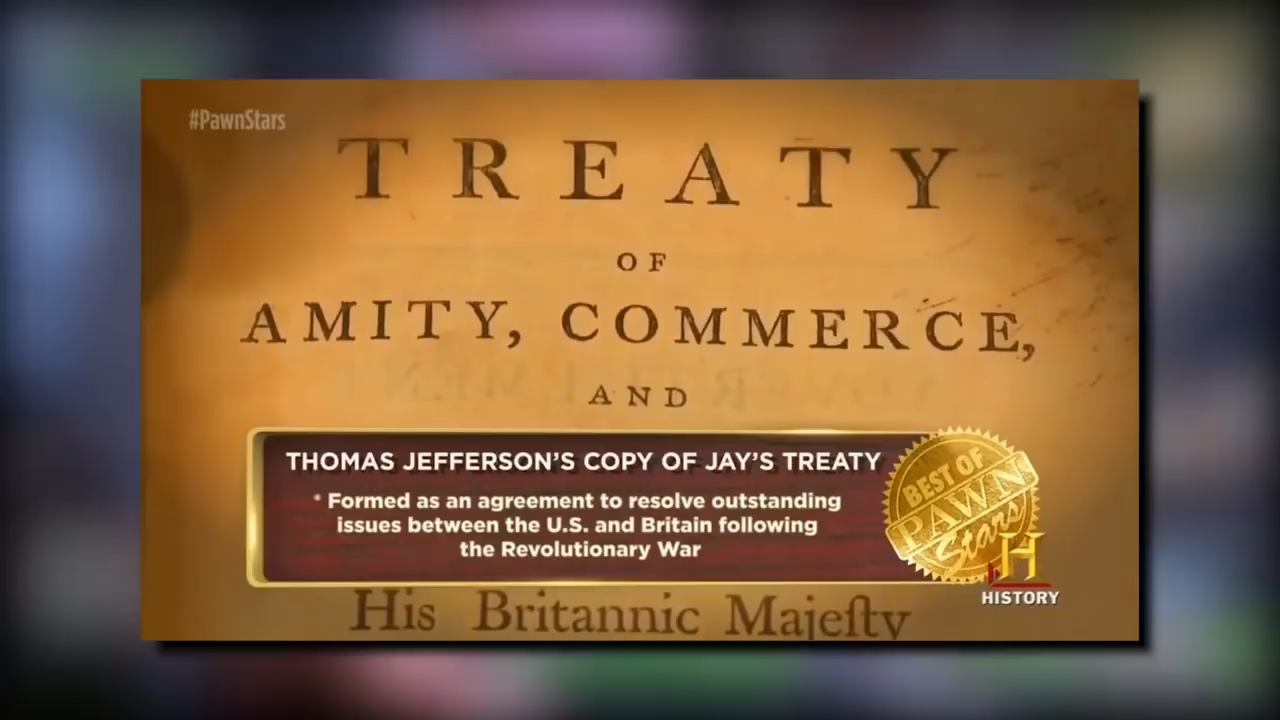 #PawnStars
TREATY
OF
AMITY, COMMERCE,
AND
THOMAS JEFFERSON'S COPY OF JAY'S TREATY
* Formed as an agreement to resolve outstanding
issues between the U.S. and Britain following
the Revolutionary War
BEST OF
PAWN
Stars
H
HISTORY
His Britannic Majeſty